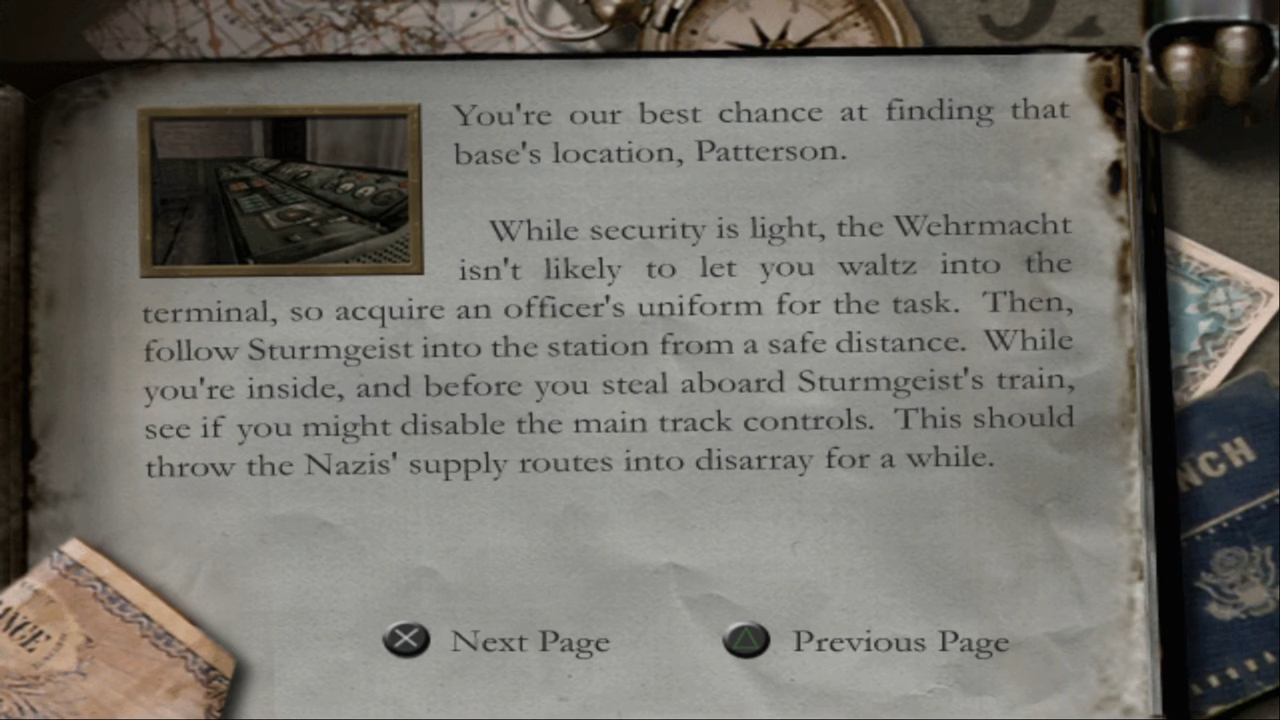 You're our best chance at finding that
base's location, Patterson.
While security is light, the Wehrmacht
isn't likely to let you waltz into the
terminal, so acquire an officer's uniform for the task. Then,
follow Sturmgeist into the station from a safe distance. While
you're inside, and before you steal aboard Sturmgeist's train,
see if you might disable the main track controls. This should
throw the Nazis' supply routes into disarray for a while.
NCH
ANCE
Next Page
Previous Page